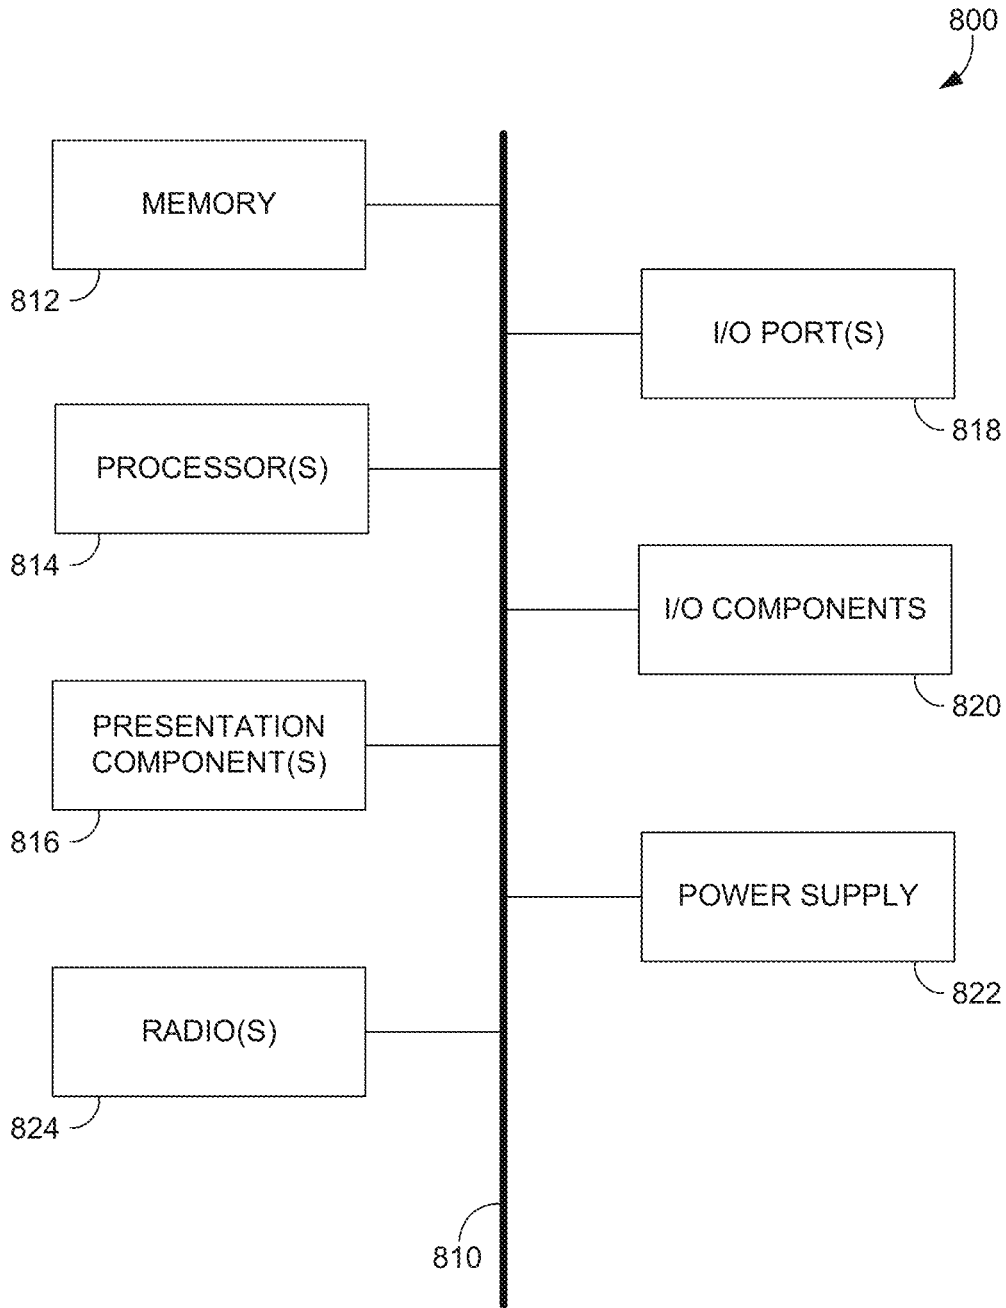 800
MEMORY
812
I/O PORT(S)
818
PROCESSOR(S)
814
I/O COMPONENTS
820
PRESENTATION
COMPONENT(S)
816
POWER SUPPLY
822
RADIO(S)
824
810